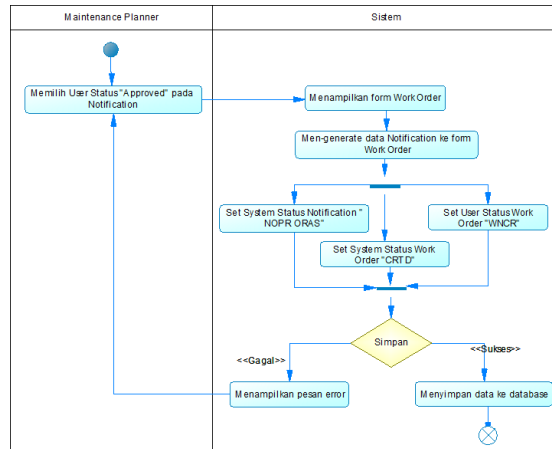 Maintenance Planner
Sistem
Memilih User Status "Approved" pada
Notification
Menampilkan form Work Order
Men-generate data Notification ke form
Work Order
Set System Status Notification "
NOPR ORAS"
Set User Status Work
Order "WNCR"
Set System Status Work
Order "CRTD"
Simpan
<<Gagal>>
<<Sukses>>
Menampilkan pesan error
Menyimpan data ke database